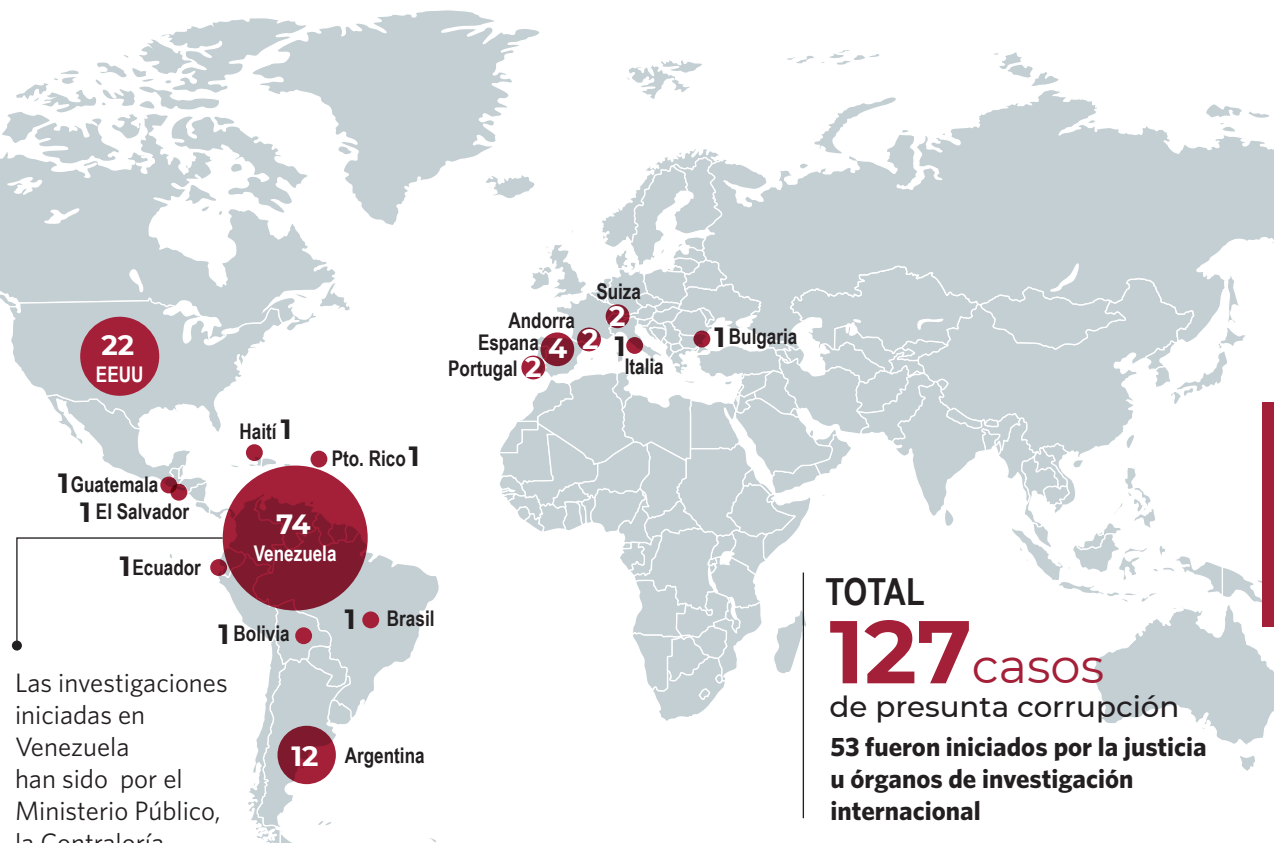 22
EEUU
Haití 1
Pto. Rico 1
1 Guatemala
1 El Salvador
74
Venezuela
1 Ecuador
1 Brasil
1 Bolivia
12
Argentina
Suiza
2
Andorra
2
Espana
4
Portugal 2
1
Italia
1 Bulgaria
Las investigaciones
iniciadas en
Venezuela
han sido por el
Ministerio Público,
la Contraloría
TOTAL
127 casos
de presunta corrupción
53 fueron iniciados por la justicia
u órganos de investigación
internacional